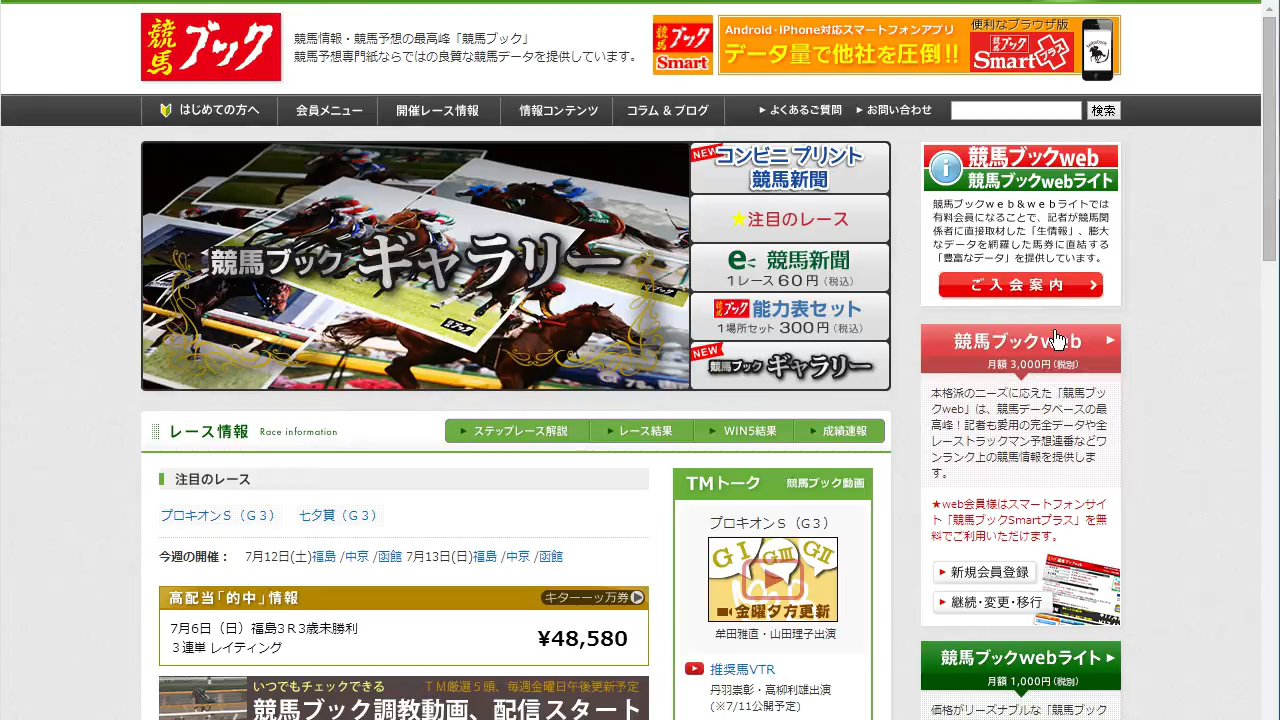 競馬ブック
速報・競馬予想の最高峰「競馬ブック」
競馬予想専門紙ならではの良質な競馬データを提供しています。
競馬ブック Smart
Android・iPhone対応スマートフォンアプリ
データ量で他社を圧倒!!
便利なブラウザ版
競馬ブック Smartプラス
はじめての方へ
会員メニュー
開催レース情報
情報コンテンツ
コラム & ブログ
よくあるご質問
お問い合わせ
検索
競馬ブック ギャラリー
NEW
コンビニ プリント
競馬新聞
★注目のレース
e 競馬新聞
1レース60円(税込)
競馬ブック 能力表セット
1場所セット 300円(税込)
NEW
競馬ブック ギャラリー
競馬ブックweb
競馬ブックwebライト
競馬ブックweb&webライトでは
有料会員になることで、記者が競馬関
係者に直接取材した「生情報」、膨大
なデータを網羅した馬券に直結する
「豊富なデータ」を提供しています。
ご入会案内
競馬ブックweb
月額 3,000円(税別)
本格派のニーズに応えた「競馬ブッ
クweb」は、競馬データベースの最
高峰！記者も愛用の完全データや全
レーストラックマン予想連番などワ
ンランク上の競馬情報を提供しま
す。
★web会員様はスマートフォンサイ
ト「競馬ブックSmartプラス」を無
料でご利用いただけます。
新規会員登録
継続・変更・移行
競馬ブックwebライト
月額 1,000円(税別)
価格がリーズナブルな「競馬ブック
レース情報 Race information
ステップレース解説
レース結果
WIN5結果
成績速報
注目のレース
プロキオンS（G3） 七夕賞（G3）
今週の開催： 7月12日(土)福島 /中京 /函館 7月13日(日)福島 /中京 /函館
高配当「的中」情報
キターーッ万券
7月6日（日）福島3R3歳未勝利
3連単 レイティング
¥48,580
いつでもチェックできる
TM厳選5頭、毎週金曜日午後更新予定
競馬ブック調教動画、配信スタート
TMトーク 競馬ブック動画
プロキオンS（G3）
GI GIII GII
金曜夕方更新
牟田雅直・山田理子出演
推奨馬VTR
丹羽崇彰・高柳利雄出演
(※7/11公開予定)